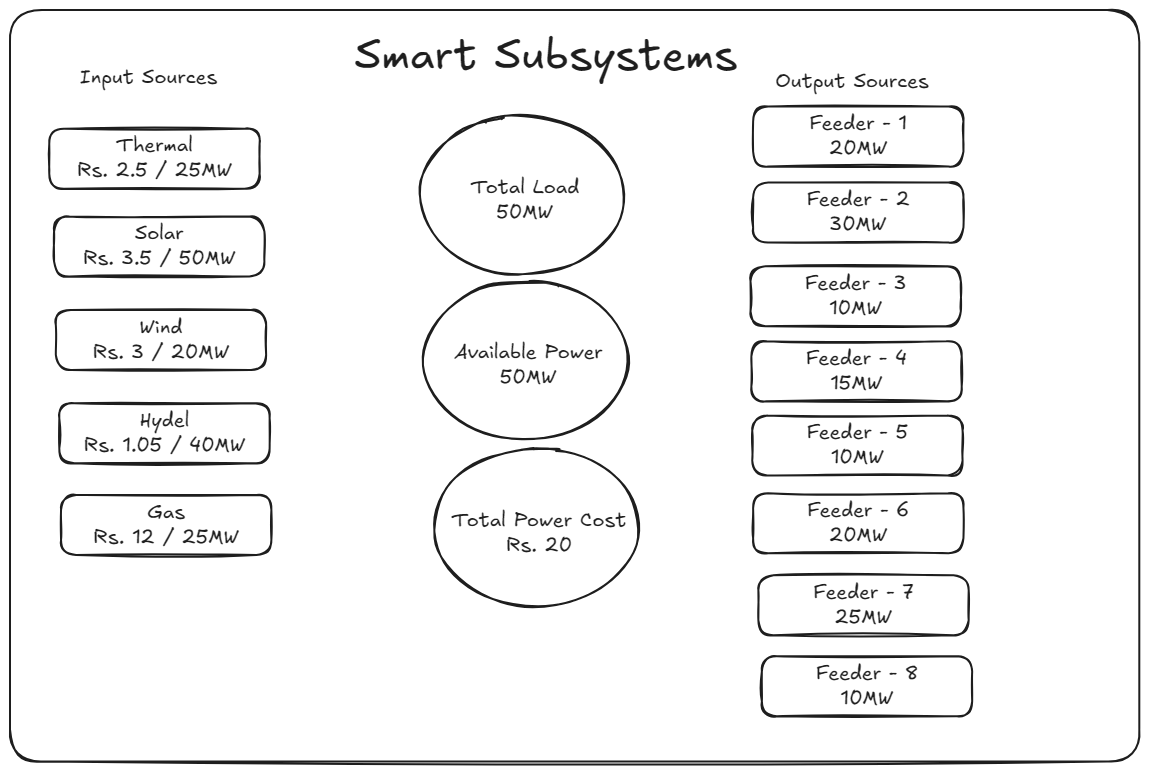 Smart Subsystems
Input Sources
Thermal
Rs. 2.5 / 25MW
Solar
Rs. 3.5 / 50MW
Wind
Rs. 3 / 20MW
Hydel
Rs. 1.05 / 40MW
Gas
Rs. 12 / 25MW
Total Load
50MW
Available Power
50MW
Total Power Cost
Rs. 20
Output Sources
Feeder - 1
20MW
Feeder - 2
30MW
Feeder - 3
10MW
Feeder - 4
15MW
Feeder - 5
10MW
Feeder - 6
20MW
Feeder - 7
25MW
Feeder - 8
10MW